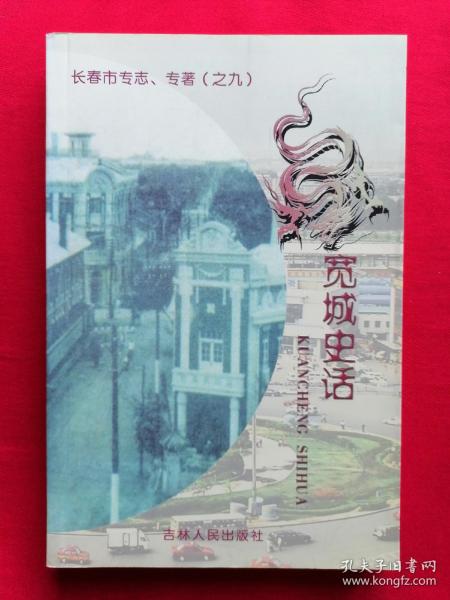 长春市专志、专著（之九）
宽城史话
KUANCHENG SHIHUA
吉林人民出版社
孔夫子旧书网
www.kongfz.com